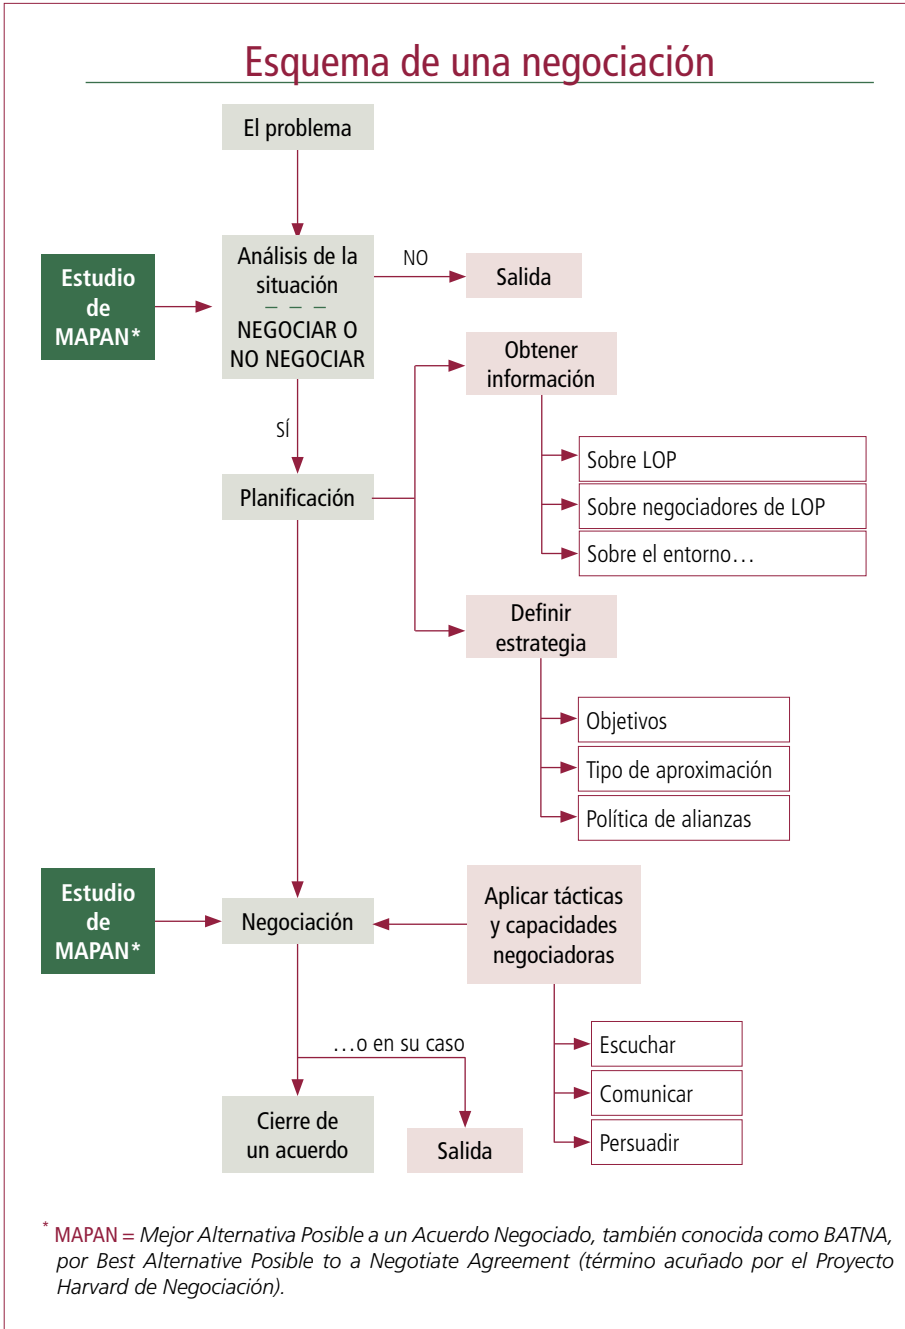 Esquema de una negociación
El problema
Estudio
de
MAPAN*
Análisis de la
situación
– – –
NEGOCIAR O
NO NEGOCIAR
NO
Salida
SÍ
Obtener
información
Sobre LOP
Sobre negociadores de LOP
Sobre el entorno…
Planificación
Definir
estrategia
Objetivos
Tipo de aproximación
Política de alianzas
Estudio
de
MAPAN*
Negociación
Aplicar tácticas
y capacidades
negociadoras
Escuchar
Comunicar
Persuadir
…o en su caso
Cierre de
un acuerdo
Salida
* MAPAN = Mejor Alternativa Posible a un Acuerdo Negociado, también conocida como BATNA,
por Best Alternative Posible to a Negotiate Agreement (término acuñado por el Proyecto
Harvard de Negociación).